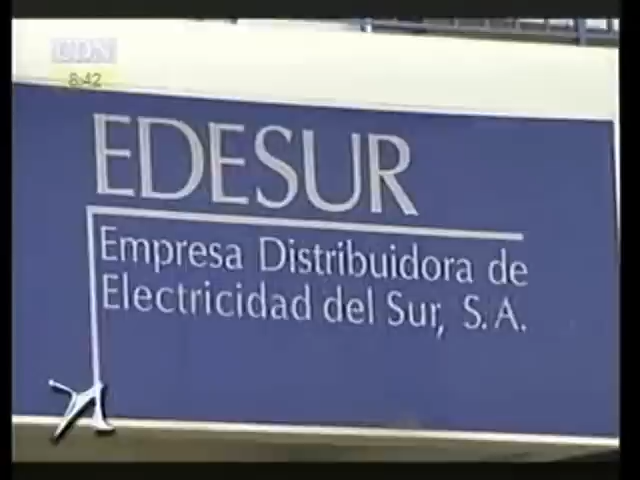 CDN
8:42
EDESUR
Empresa Distribuidora de
Electricidad del Sur, S.A.